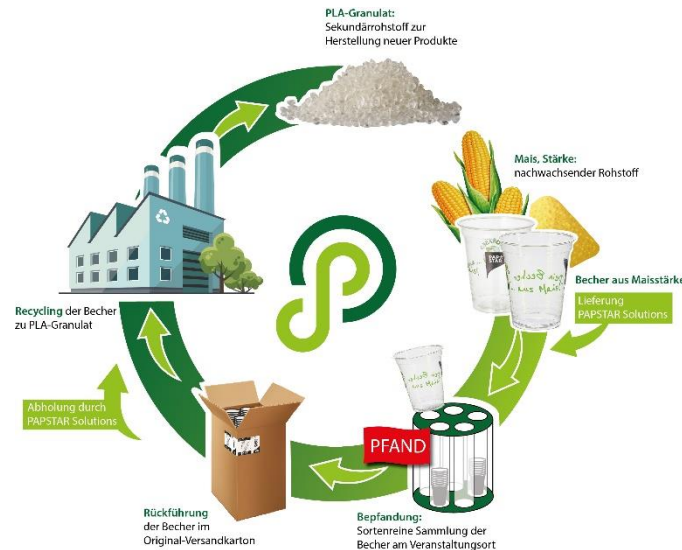 PLA-Granulat:
Sekundärrohstoff zur
Herstellung neuer Produkte
Mais, Stärke:
nachwachsender Rohstoff
PAP
STAR
Becher aus Maisstärke
Lieferung
PAPSTAR Solutions
PFAND
Bepfandung:
Sortenreine Sammlung der
Becher am Veranstaltungsort
Rückführung
der Becher im
Original-Versandkarton
Abholung durch
PAPSTAR Solutions
Recycling der Becher
zu PLA-Granulat